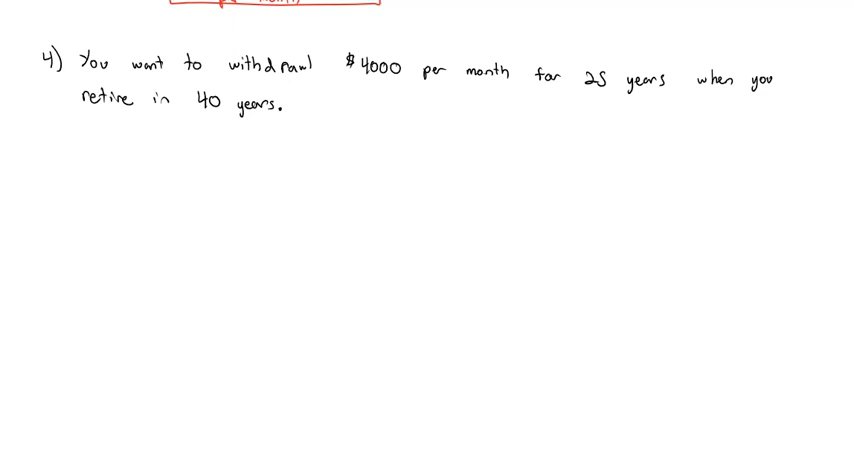 4) You want to withdrawl $4000 per month for 25 years when you
retire in 40 years.